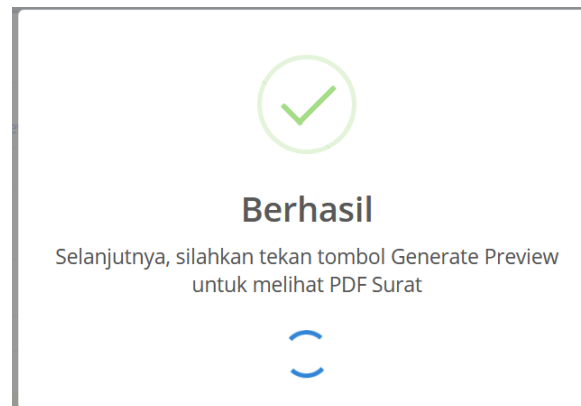 Berhasil
Selanjutnya, silahkan tekan tombol Generate Preview
untuk melihat PDF Surat